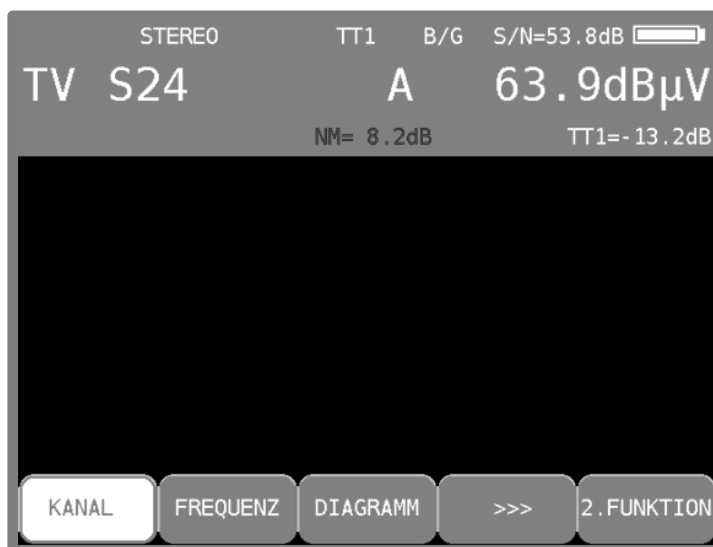 STEREO TT1 B/G S/N=53.8dB
TV S24 A 63.9dBµV
NM= 8.2dB TT1=-13.2dB
KANAL FREQUENZ DIAGRAMM >>> 2.FUNKTION